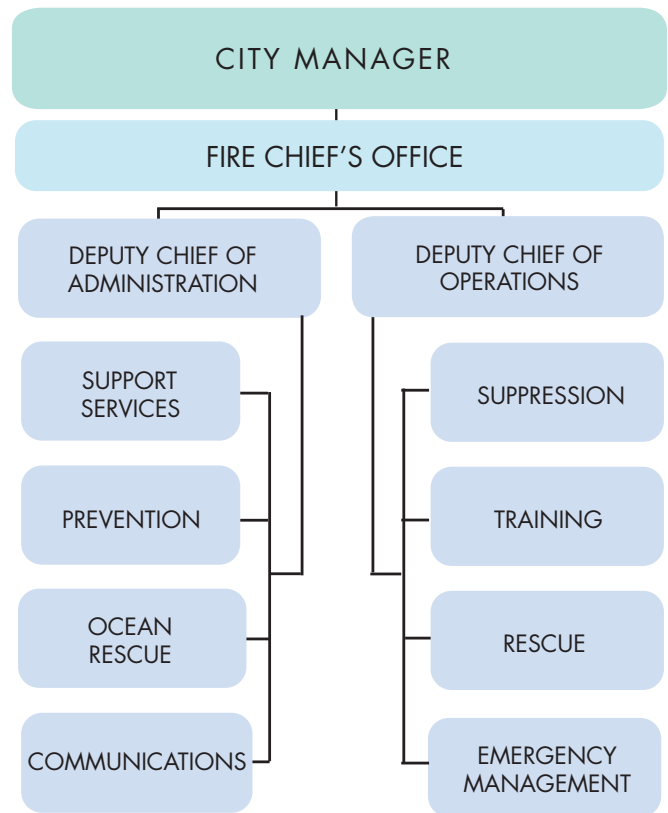 CITY MANAGER
FIRE CHIEF'S OFFICE
DEPUTY CHIEF OF
ADMINISTRATION
DEPUTY CHIEF OF
OPERATIONS
SUPPORT
SERVICES
SUPPRESSION
PREVENTION
TRAINING
OCEAN
RESCUE
RESCUE
COMMUNICATIONS
EMERGENCY
MANAGEMENT